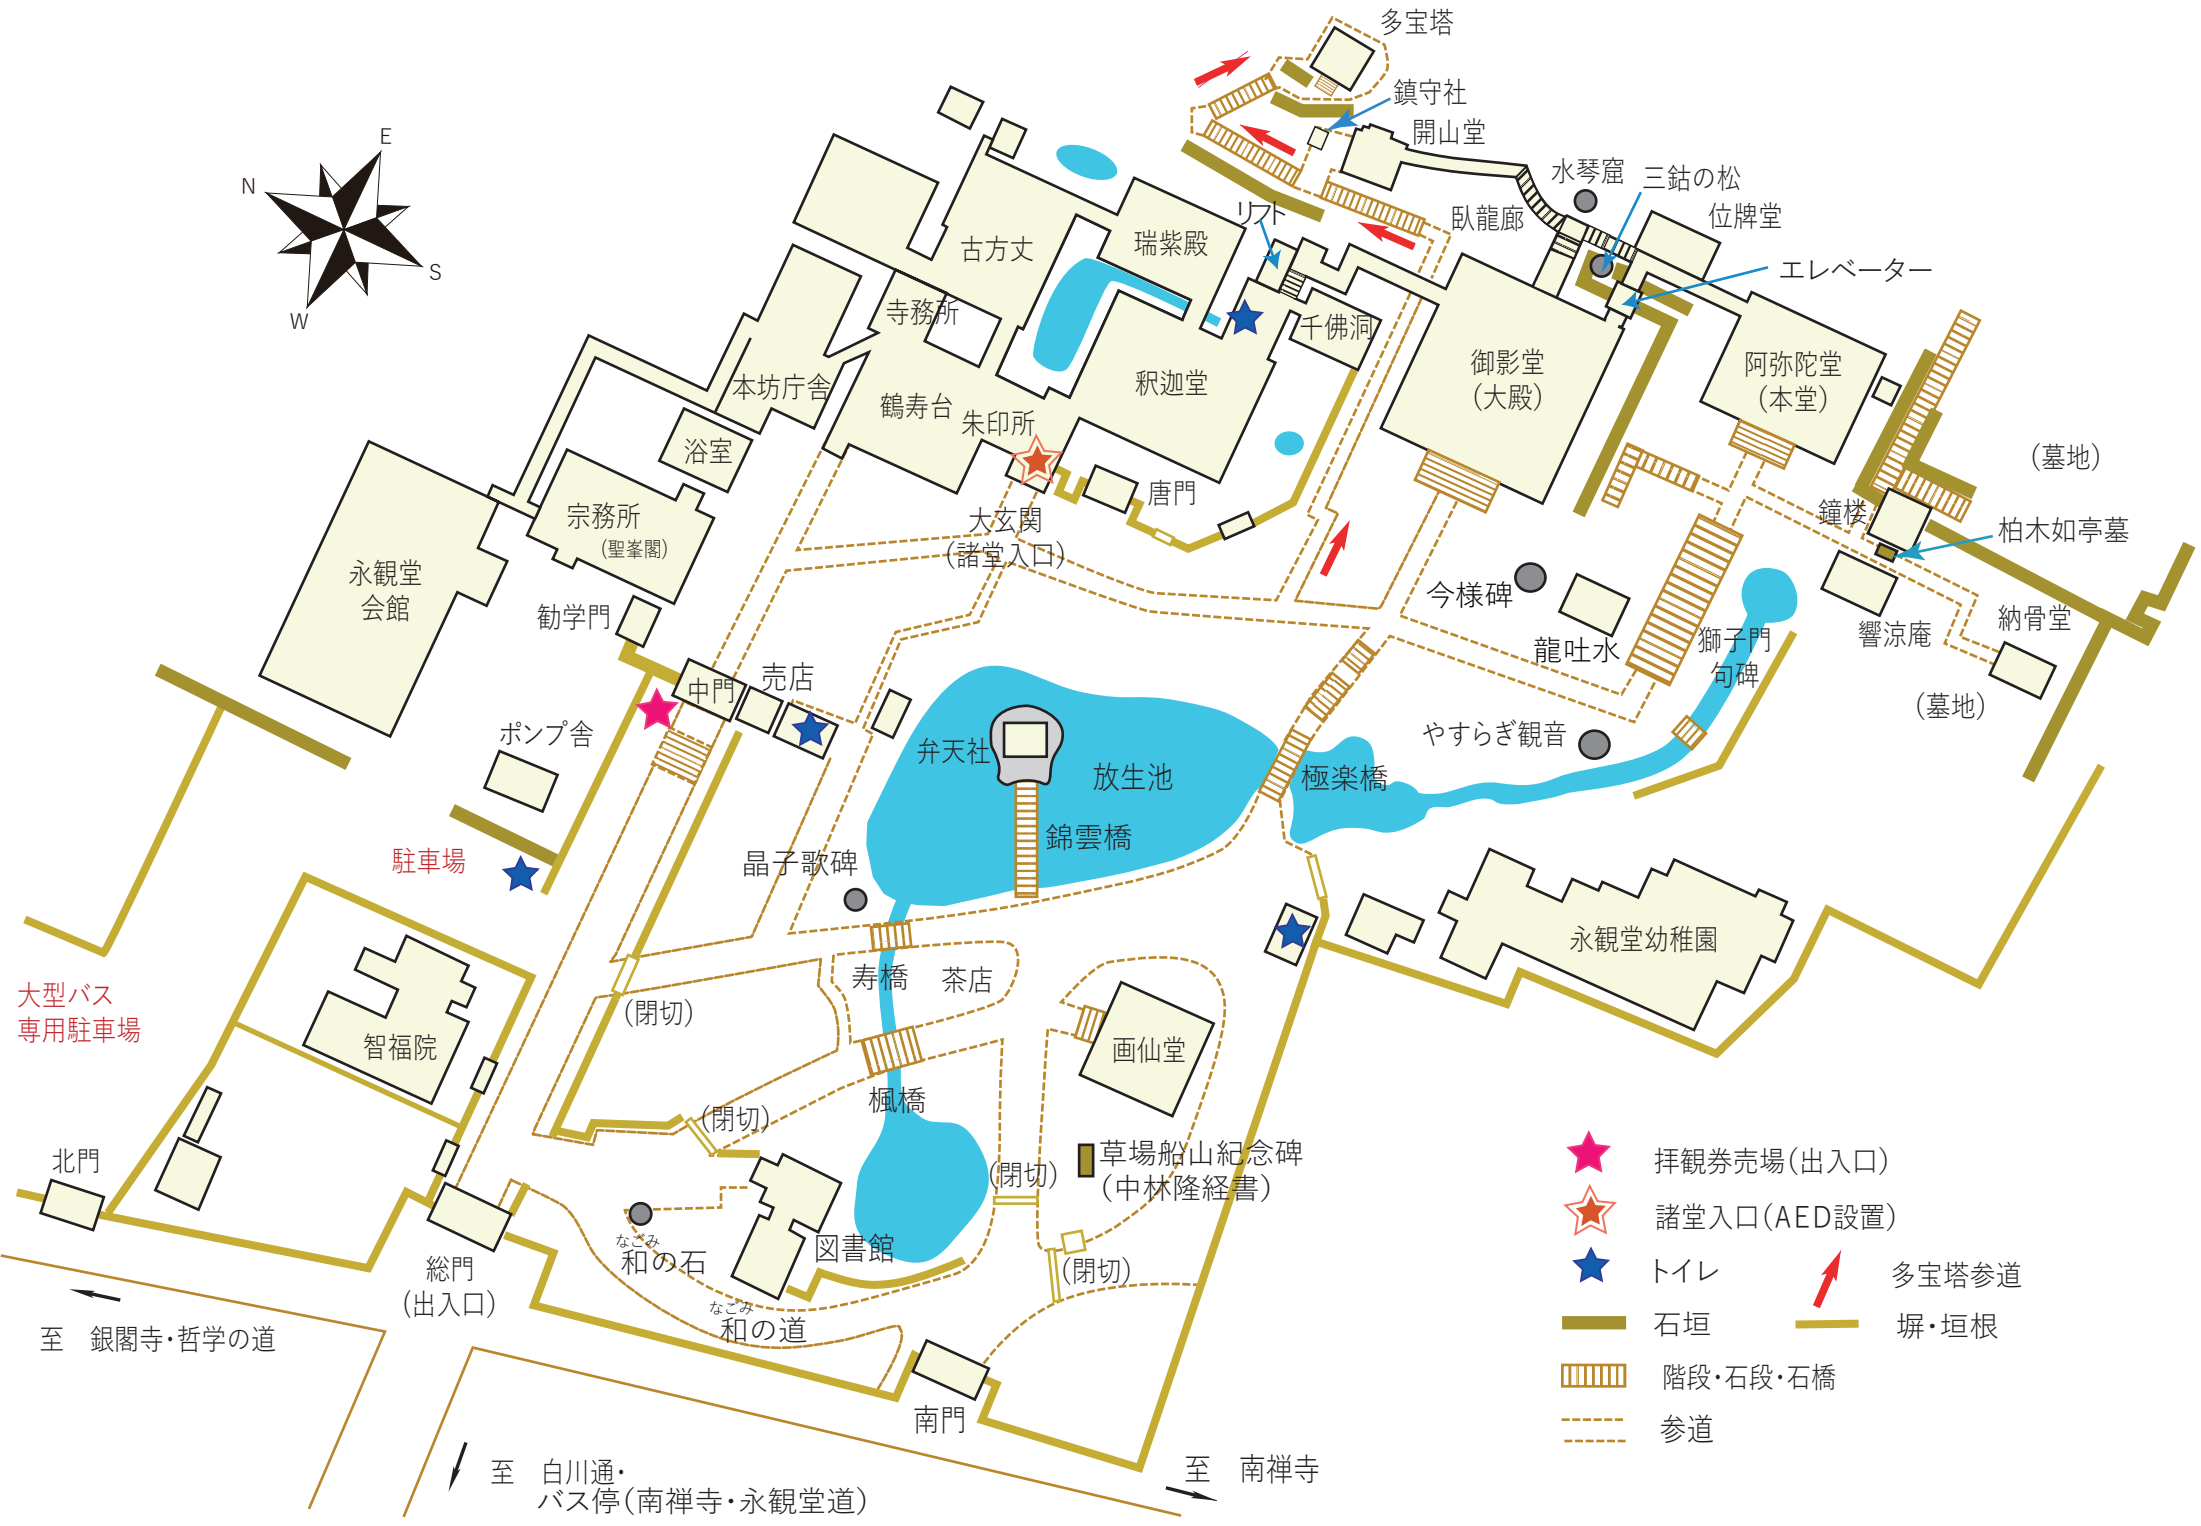 多宝塔
鎮守社
開山堂
水琴窟
三鈷の松
位牌堂
臥龍廊
リフト
エレベーター
E
N
S
W
古方丈
瑞紫殿
寺務所
千佛洞
御影堂
(大殿)
阿弥陀堂
(本堂)
本坊庁舎
釈迦堂
鶴寿台
朱印所
浴室
唐門
(墓地)
宗務所
(聖峯閣)
大玄関
(諸堂入口)
鐘楼
柏木如亭墓
永観堂
会館
勧学門
今様碑
龍吐水
獅子門
句碑
響涼庵
納骨堂
(墓地)
中門
売店
ポンプ舎
弁天社
放生池
極楽橋
やすらぎ観音
錦雲橋
駐車場
晶子歌碑
永観堂幼稚園
大型バス
専用駐車場
寿橋
茶店
(閉切)
智福院
画仙堂
楓橋
(閉切)
北門
(閉切)
草場船山紀念碑
(中林隆経書)
なごみ
和の石
図書館
(閉切)
総門
(出入口)
なごみ
和の道
至　銀閣寺・哲学の道
南門
至　白川通・
バス停(南禅寺・永観堂道)
至　南禅寺
拝観券売場(出入口)
諸堂入口(AED設置)
トイレ
多宝塔参道
石垣
塀・垣根
階段・石段・石橋
参道